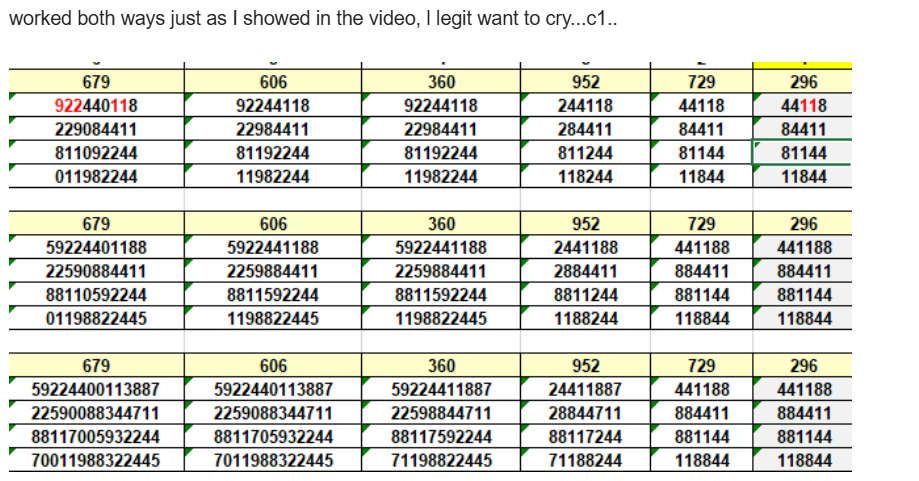 worked both ways just as I showed in the video, I legit want to cry...c1..
679 606 360 952 729 296
922440118 92244118 92244118 244118 44118 44118
229084411 22984411 22984411 284411 84411 84411
811092244 81192244 81192244 811244 81144 81144
011982244 11982244 11982244 118244 11844 11844
679 606 360 952 729 296
59224401188 5922441188 5922441188 2441188 441188 441188
22590884411 2259884411 2259884411 2884411 884411 884411
88110592244 8811592244 8811592244 8811244 881144 881144
01198822445 1198822445 1198822445 1188244 118844 118844
679 606 360 952 729 296
59224400113887 5922440113887 59224411887 24411887 441188 441188
22590088344711 2259088344711 22598844711 28844711 884411 884411
88117005932244 8811705932244 88117592244 88117244 881144 881144
70011988322445 7011988322445 71198822445 71188244 118844 118844